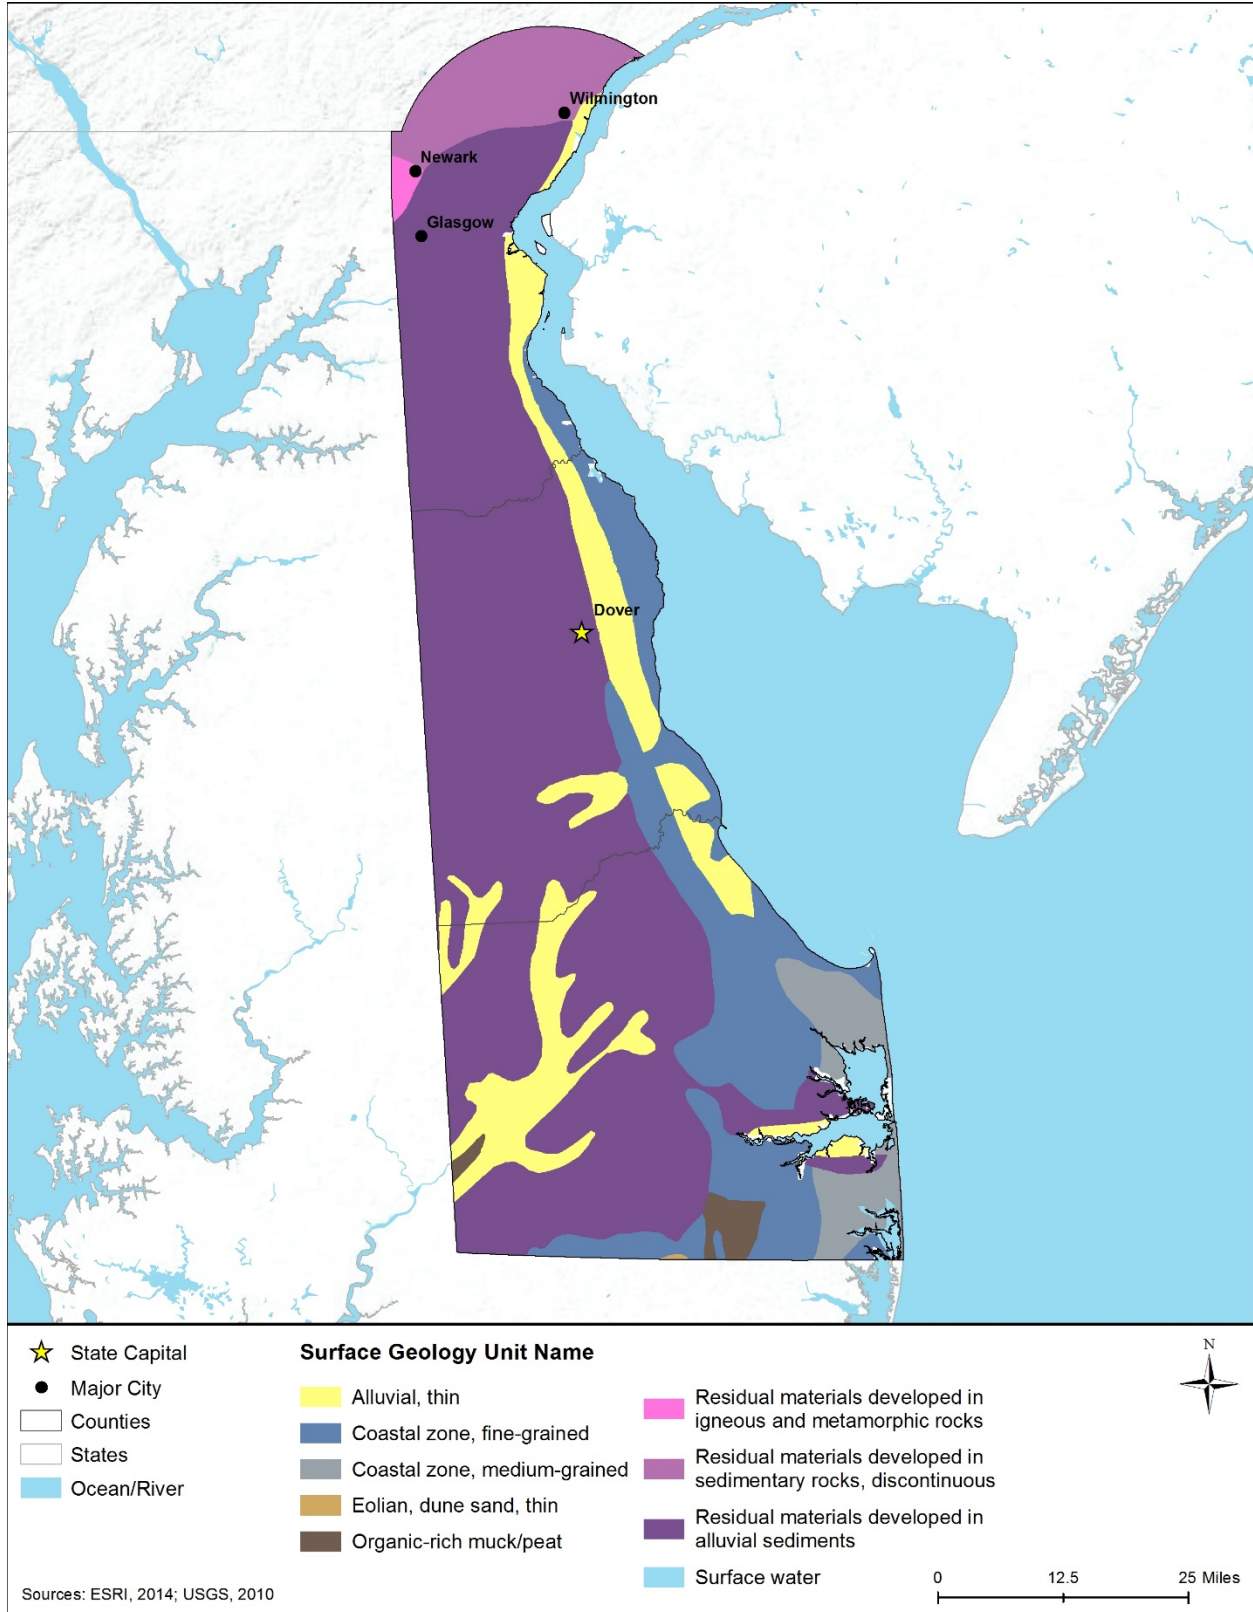 Wilmington
Newark
Glasgow
Dover
State Capital
Major City
Counties
States
Ocean/River
Surface Geology Unit Name
Alluvial, thin
Coastal zone, fine-grained
Coastal zone, medium-grained
Eolian, dune sand, thin
Organic-rich muck/peat
Residual materials developed in
igneous and metamorphic rocks
Residual materials developed in
sedimentary rocks, discontinuous
Residual materials developed in
alluvial sediments
Surface water
N
0 12.5 25 Miles
Sources: ESRI, 2014; USGS, 2010